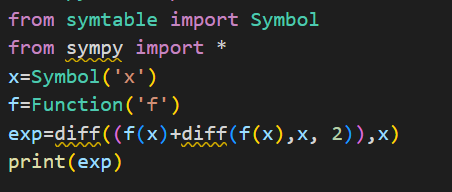 from symtable import Symbol
from sympy import *
x=Symbol('x')
f=Function('f')
exp=diff((f(x)+diff(f(x),x, 2)),x)
print(exp)